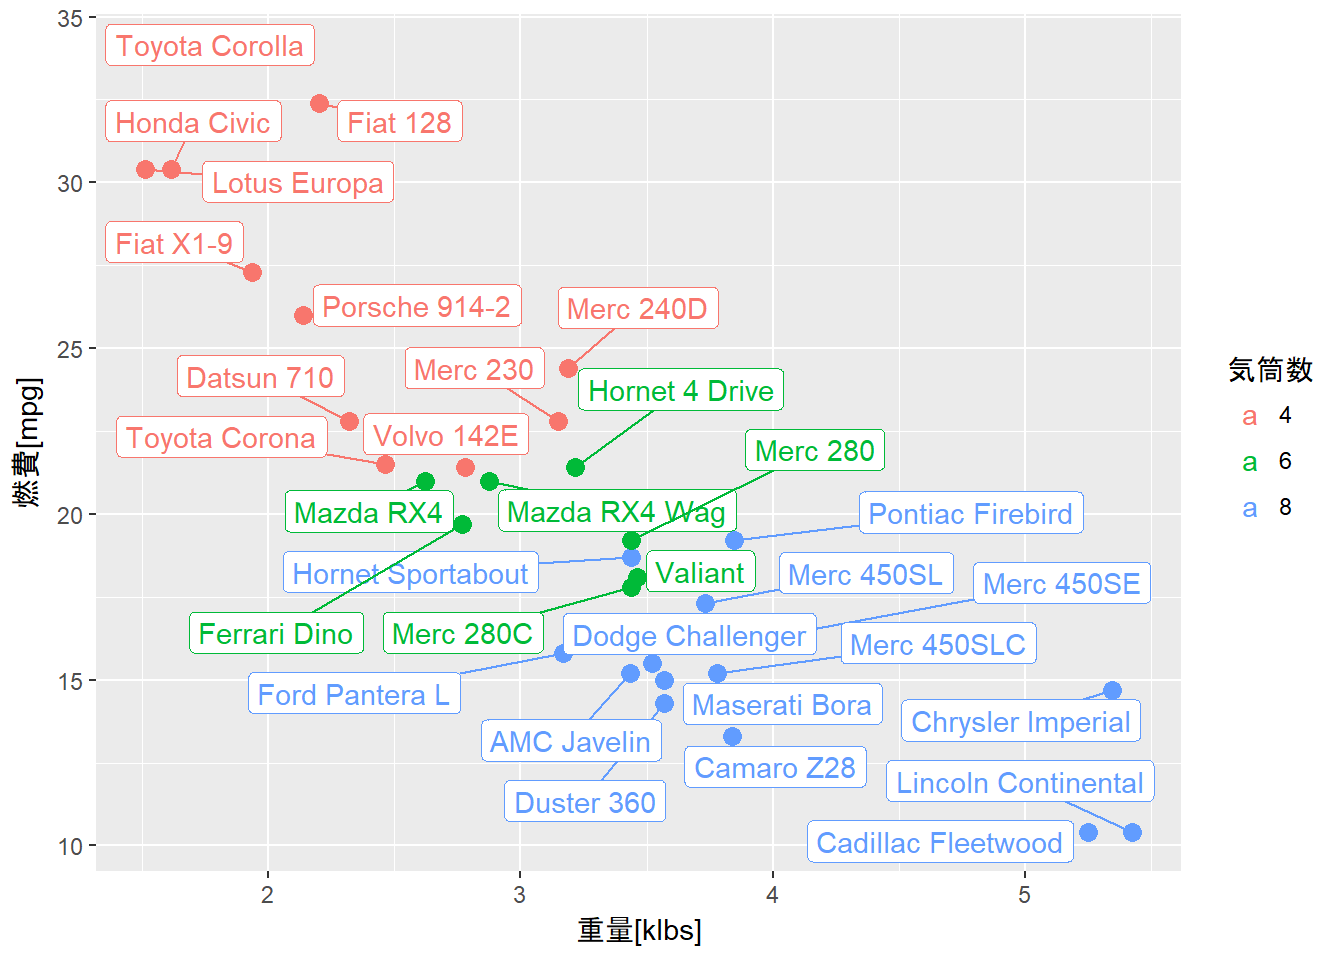 35
Toyota Corolla
Honda Civic
Fiat 128
30
Lotus Europa
Fiat X1-9
Porsche 914-2
Merc 240D
25
Datsun 710
Merc 230
Hornet 4 Drive
Toyota Corona
Volvo 142E
Merc 280
20
Mazda RX4
Mazda RX4 Wag
Pontiac Firebird
Hornet Sportabout
Valiant
Merc 450SL
Merc 450SE
Ferrari Dino
Merc 280C
Dodge Challenger
Merc 450SLC
15
Ford Pantera L
Maserati Bora
Chrysler Imperial
AMC Javelin
Camaro Z28
Lincoln Continental
Duster 360
10
Cadillac Fleetwood
2 3 4 5
重量[klbs]
燃費[mpg]
気筒数
a 4
a 6
a 8